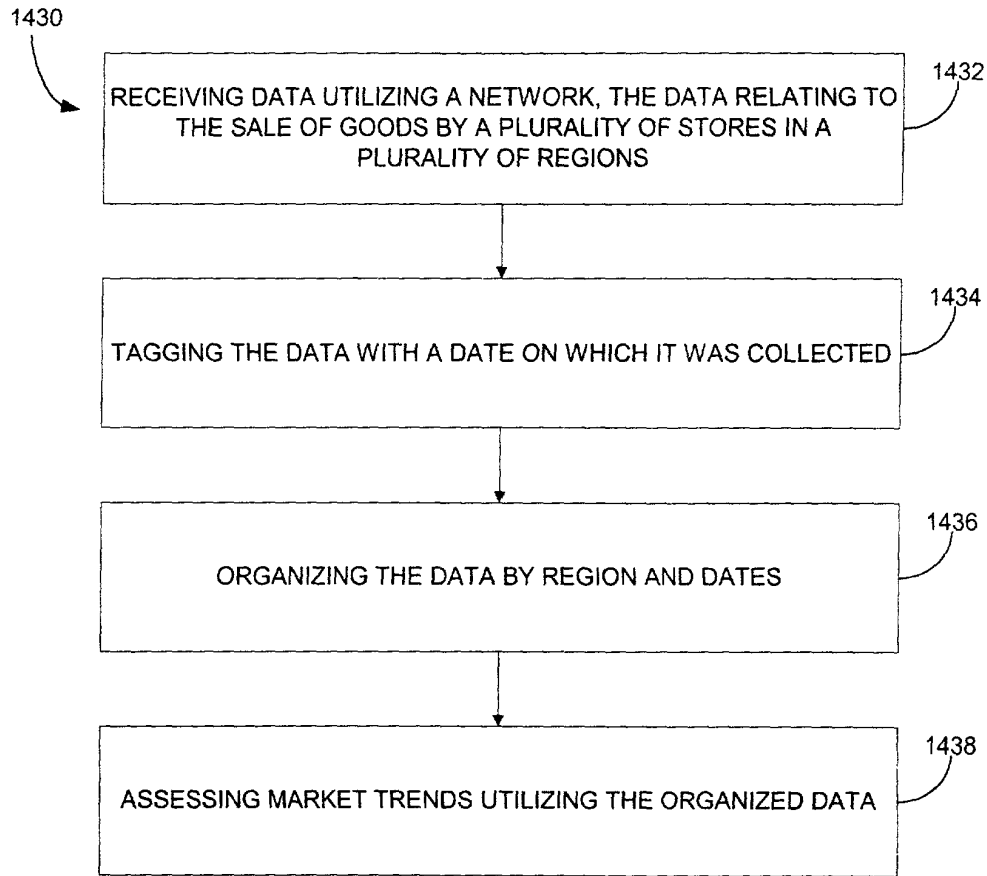 1430
RECEIVING DATA UTILIZING A NETWORK, THE DATA RELATING TO
THE SALE OF GOODS BY A PLURALITY OF STORES IN A
PLURALITY OF REGIONS
1432
TAGGING THE DATA WITH A DATE ON WHICH IT WAS COLLECTED
1434
ORGANIZING THE DATA BY REGION AND DATES
1436
ASSESSING MARKET TRENDS UTILIZING THE ORGANIZED DATA
1438